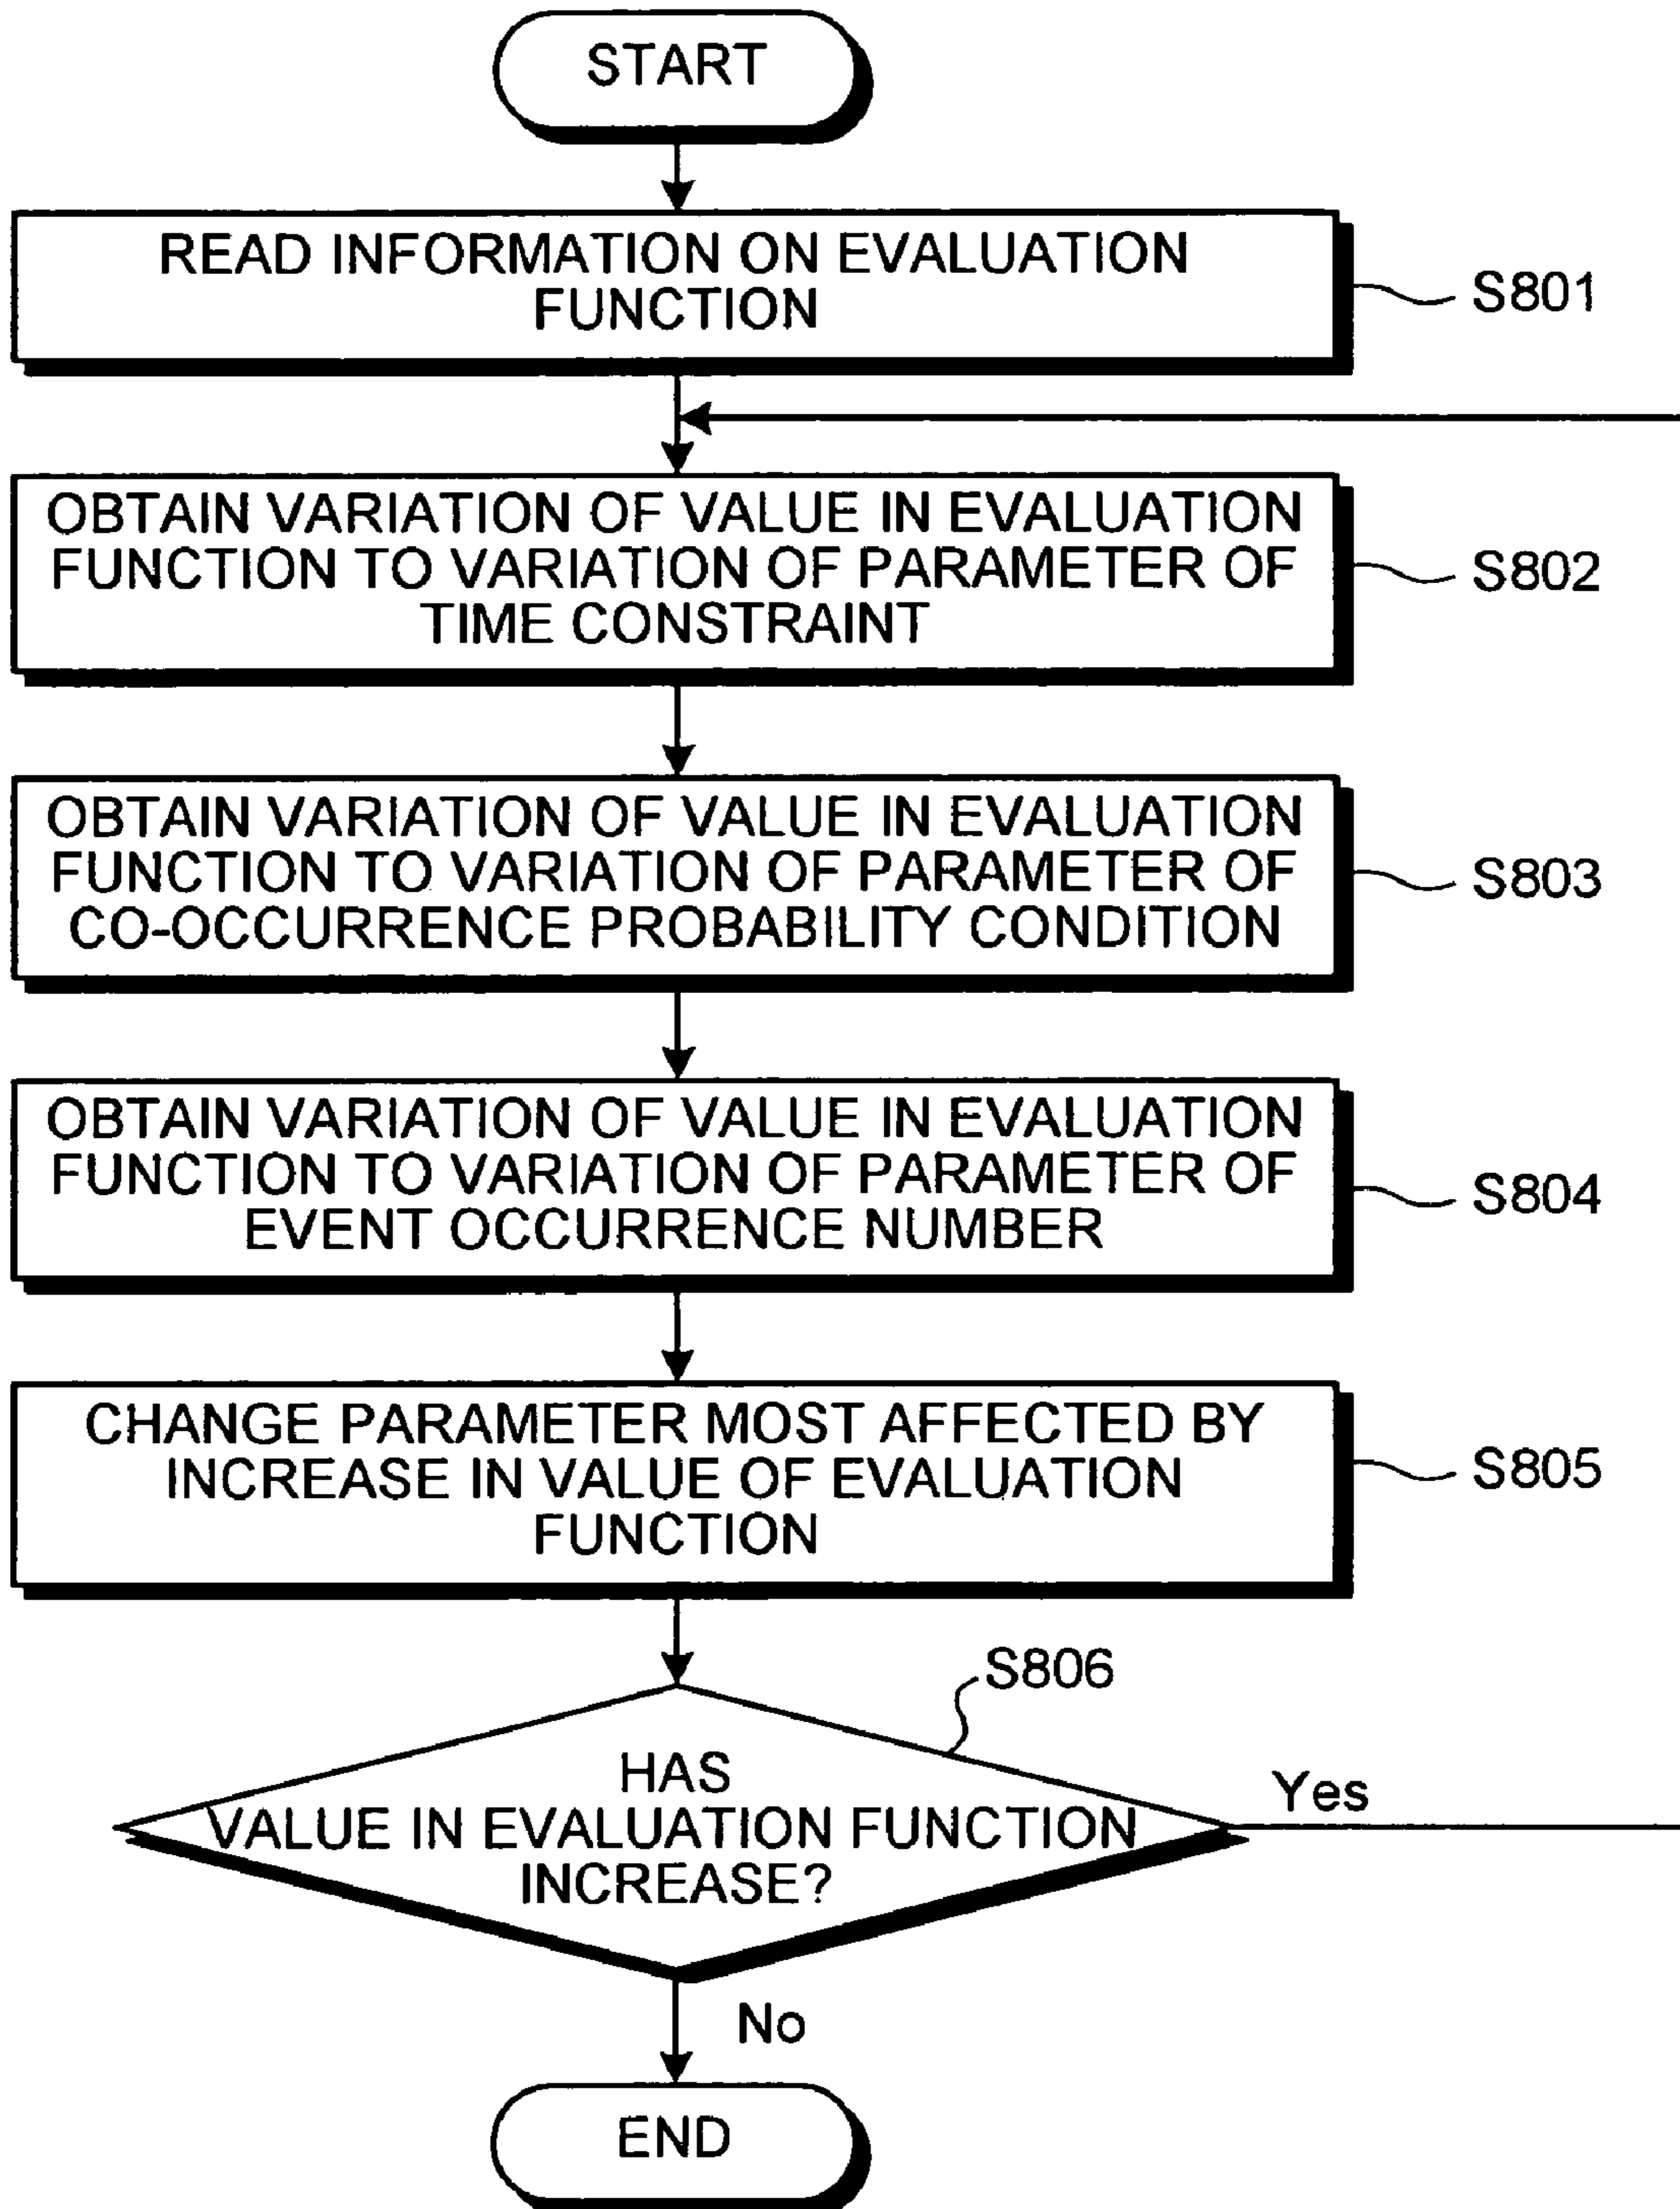 START
READ INFORMATION ON EVALUATION
FUNCTION
S801
OBTAIN VARIATION OF VALUE IN EVALUATION
FUNCTION TO VARIATION OF PARAMETER OF
TIME CONSTRAINT
S802
OBTAIN VARIATION OF VALUE IN EVALUATION
FUNCTION TO VARIATION OF PARAMETER OF
CO-OCCURRENCE PROBABILITY CONDITION
S803
OBTAIN VARIATION OF VALUE IN EVALUATION
FUNCTION TO VARIATION OF PARAMETER OF
EVENT OCCURRENCE NUMBER
S804
CHANGE PARAMETER MOST AFFECTED BY
INCREASE IN VALUE OF EVALUATION
FUNCTION
S805
S806
HAS
VALUE IN EVALUATION FUNCTION
INCREASE?
Yes
No
END